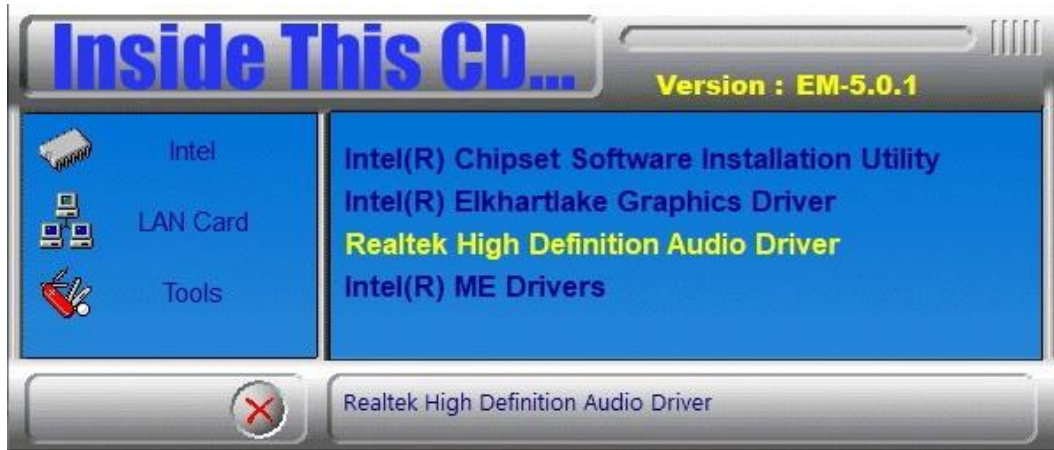 Inside This CD...
Version : EM-5.0.1
Intel
LAN Card
Tools
Intel(R) Chipset Software Installation Utility
Intel(R) Elkhartlake Graphics Driver
Realtek High Definition Audio Driver
Intel(R) ME Drivers
Realtek High Definition Audio Driver